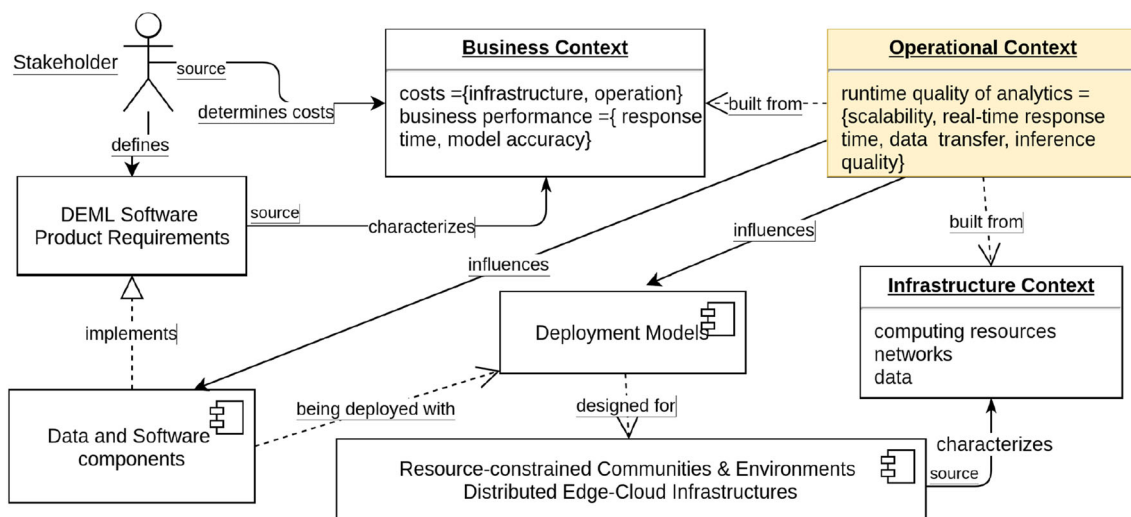 Stakeholder
source
determines costs
defines
Business Context
costs ={infrastructure, operation}
business performance ={ response
time, model accuracy}
built from
Operational Context
runtime quality of analytics =
{scalability, real-time response
time, data transfer, inference
quality}
DEML Software
Product Requirements
source
characterizes
influences
influences
built from
implements
Deployment Models
Infrastructure Context
computing resources
networks
data
Data and Software
components
being deployed with
designed for
Resource-constrained Communities & Environments
Distributed Edge-Cloud Infrastructures
source
characterizes